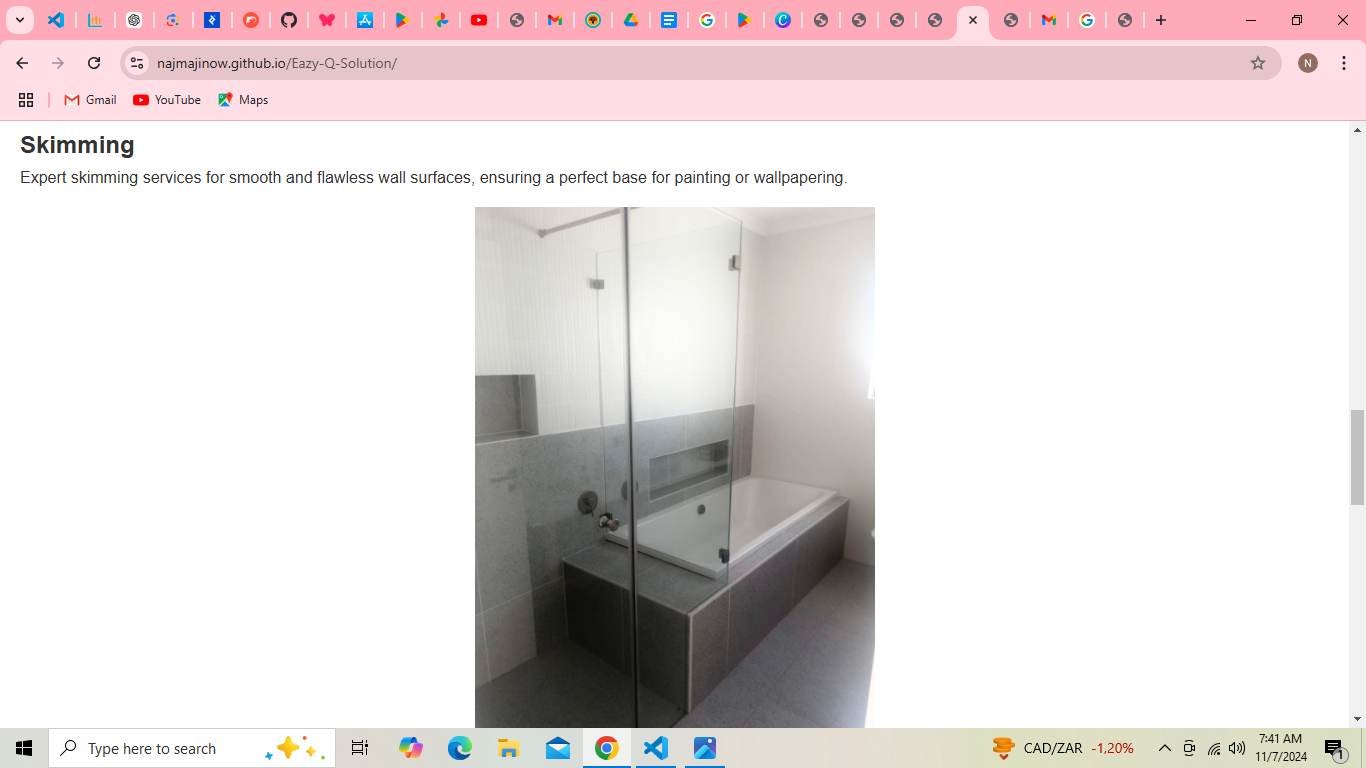 najmajinow.github.io/Eazy-Q-Solution/
N
Gmail
YouTube
Maps
Skimming
Expert skimming services for smooth and flawless wall surfaces, ensuring a perfect base for painting or wallpapering.
Type here to search
CAD/ZAR -1,20%
7:41 AM
11/7/2024
1